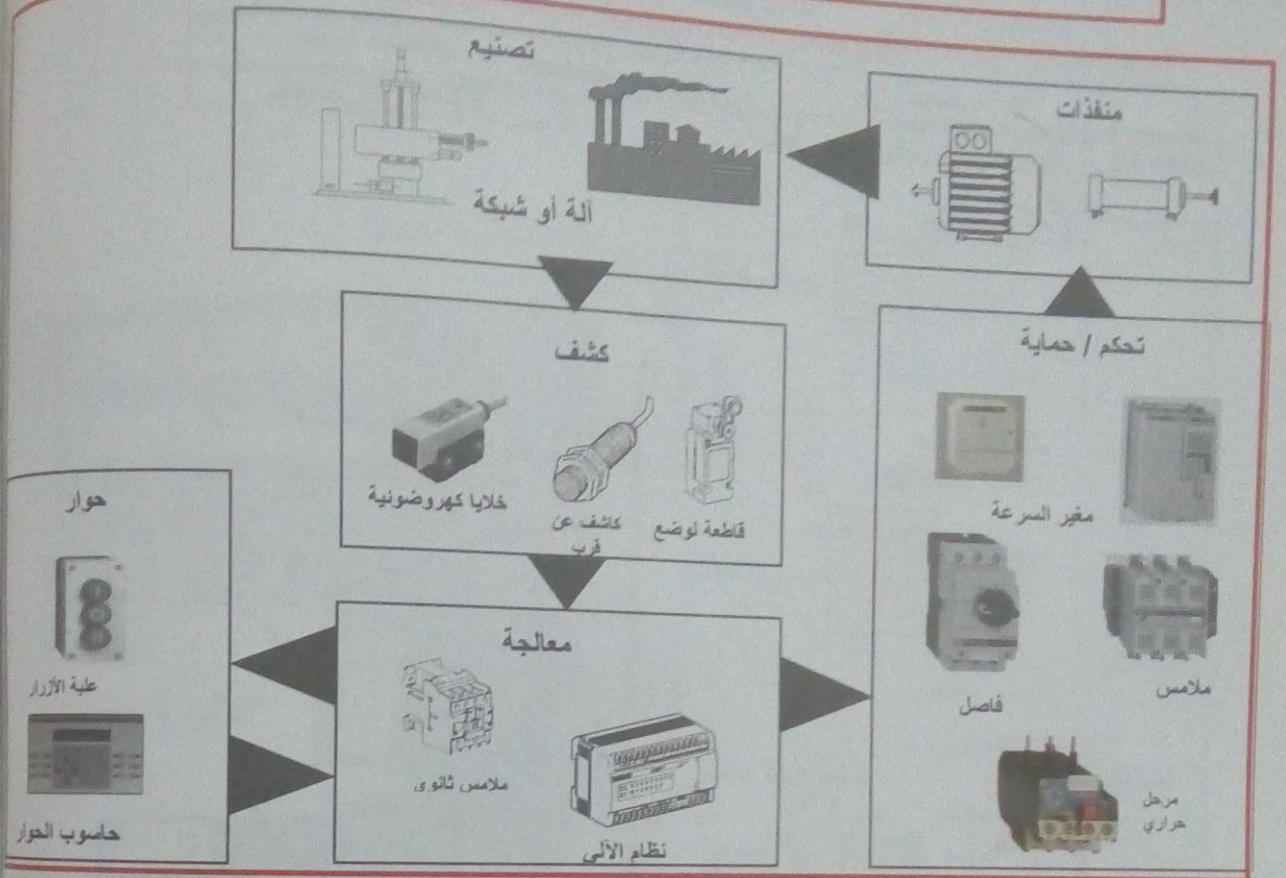 تصنيع
آلة أو شبكة
منفذات
كشف
خلايا كهروضوئية
كاشف عن
قرب
قاطعة لوضع
تحكم / حماية
مغير السرعة
فاصل
ملامس
مرحل
حراري
معالجة
ملامس ثانوي
نظام الآلي
حوار
علبة الأزرار
حاسوب الحوار